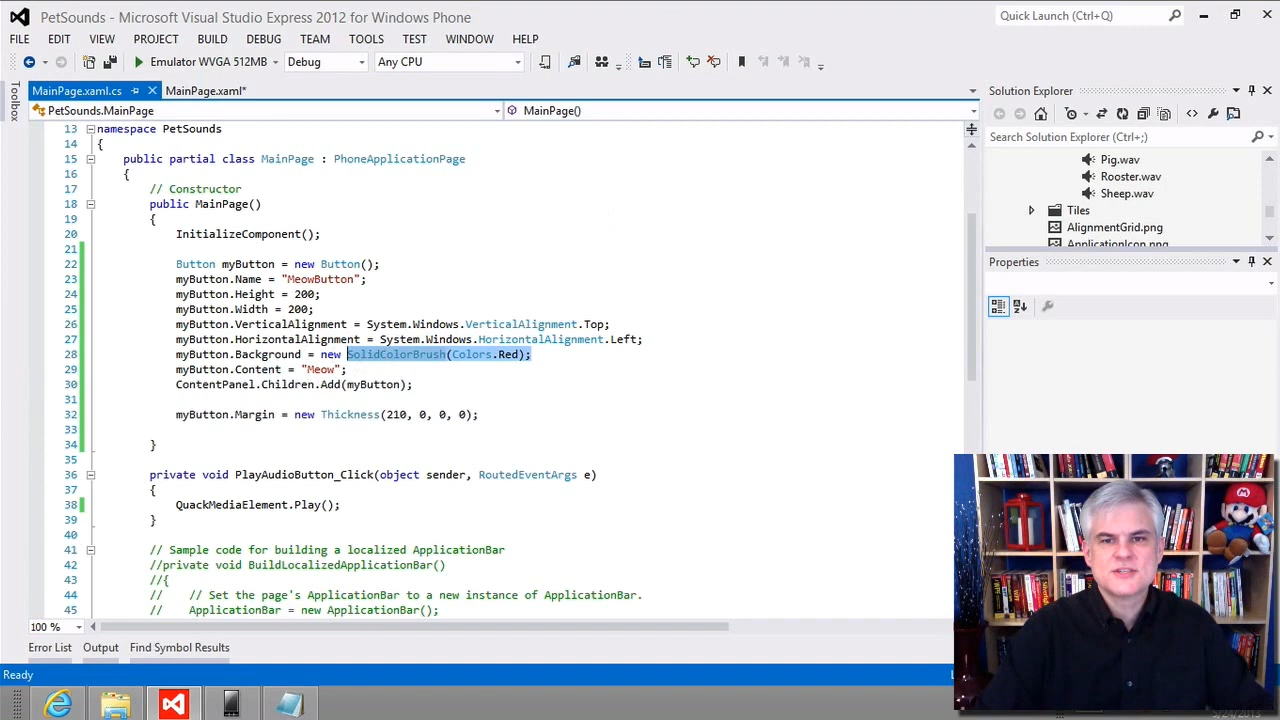 PetSounds - Microsoft Visual Studio Express 2012 for Windows Phone
Quick Launch (Ctrl+Q)
FILE EDIT VIEW PROJECT BUILD DEBUG TEAM TOOLS TEST WINDOW HELP
Emulator WVGA 512MB Debug Any CPU
Toolbox
MainPage.xaml.cs MainPage.xaml*
PetSounds.MainPage MainPage()
13 namespace PetSounds
14 {
15 public partial class MainPage : PhoneApplicationPage
16 {
17 // Constructor
18 public MainPage()
19 {
20 InitializeComponent();
21
22 Button myButton = new Button();
23 myButton.Name = "MeowButton";
24 myButton.Height = 200;
25 myButton.Width = 200;
26 myButton.VerticalAlignment = System.Windows.VerticalAlignment.Top;
27 myButton.HorizontalAlignment = System.Windows.HorizontalAlignment.Left;
28 myButton.Background = new SolidColorBrush(Colors.Red);
29 myButton.Content = "Meow";
30 ContentPanel.Children.Add(myButton);
31
32 myButton.Margin = new Thickness(210, 0, 0, 0);
33
34 }
35
36 private void PlayAudioButton_Click(object sender, RoutedEventArgs e)
37 {
38 QuackMediaElement.Play();
39 }
40
41 // Sample code for building a localized ApplicationBar
42 //private void BuildLocalizedApplicationBar()
43 //{
44 // // Set the page's ApplicationBar to a new instance of ApplicationBar.
45 // ApplicationBar = new ApplicationBar();
100 %
Error List Output Find Symbol Results
Ready
Solution Explorer
Search Solution Explorer (Ctrl+;)
Pig.wav
Rooster.wav
Sheep.wav
Tiles
AlignmentGrid.png
ApplicationIcon.png
Properties